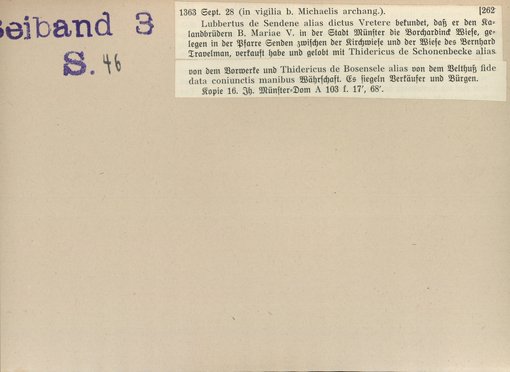 Beiband 3
S. 46
1363 Sept. 28 (in vigilia b. Michaelis archang.). [262
Lubbertus de Sendene alias dictus Vretere bekundet, daß er den Ka-
landbrüdern B. Mariae V. in der Stadt Münster die Borchardinck Wiese, ge-
legen in der Pfarre Senden zwischen der Kirchwiese und der Wiese des Bernhard
Travelman, verkauft habe und gelobt mit Thidericus de Schonenbecke alias
von dem Vorwerke und Thidericus de Bosensele alias von dem Velthuß fide
data coniunctis manibus Währschaft. Es siegeln Verkäufer und Bürgen.
Kopie 16. Jh. Münster-Dom A 103 f. 17', 68'.